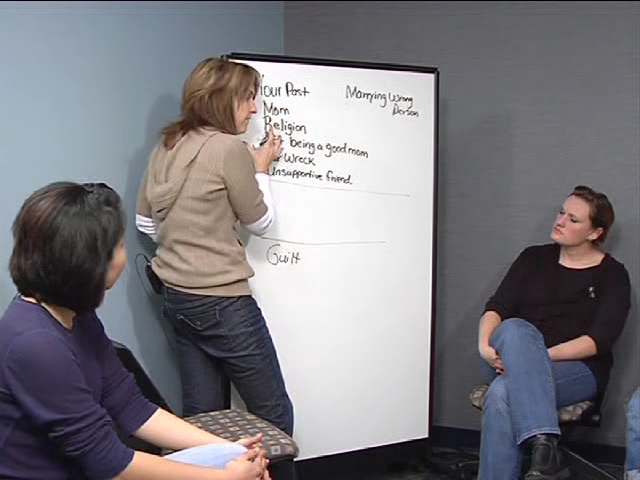 Your Past
Marrying Wrong
Person
Mom
Religion
being a good mom
Wreck
Unsupportive friend
Guilt